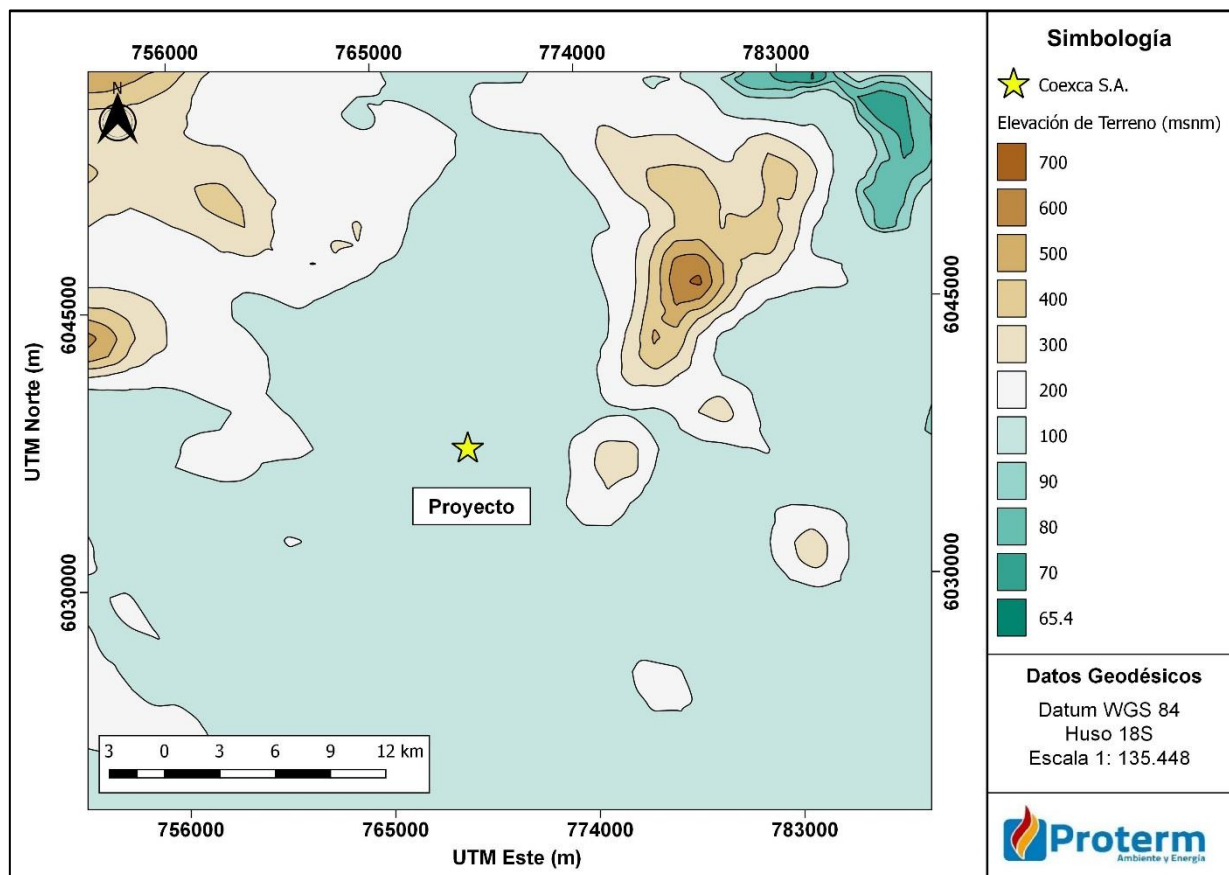 756000
765000
774000
783000
N
6045000
6045000
UTM Norte (m)
Proyecto
6030000
6030000
3 0 3 6 9 12 km
756000
765000
774000
783000
UTM Este (m)
Simbología
Coexca S.A.
Elevación de Terreno (msnm)
700
600
500
400
300
200
100
90
80
70
65.4
Datos Geodésicos
Datum WGS 84
Huso 18S
Escala 1: 135.448
Proterm
Ambiente y Energía